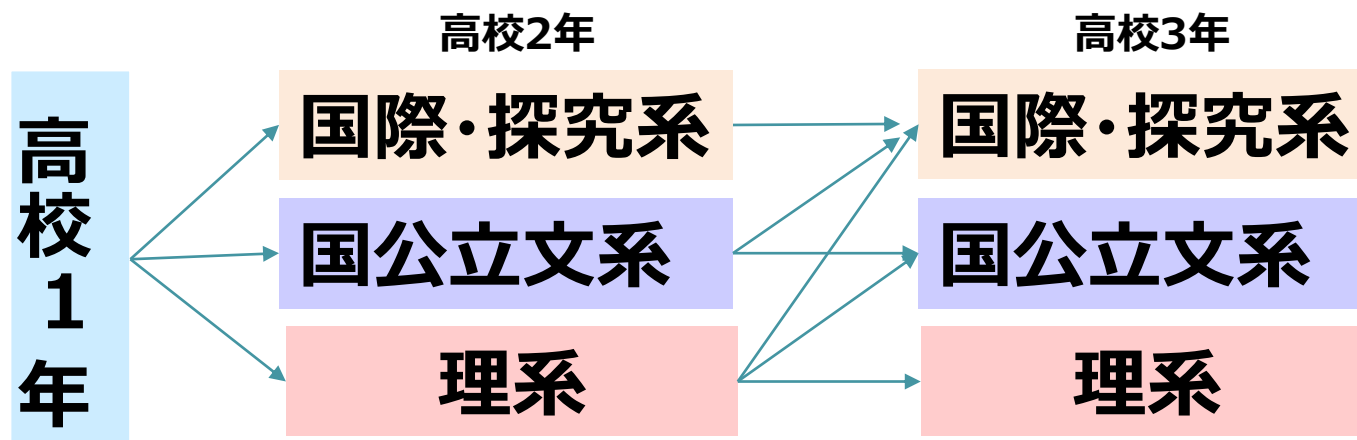 高校2年
高校3年
高校1年
国際・探究系
国際・探究系
国公立文系
国公立文系
理系
理系